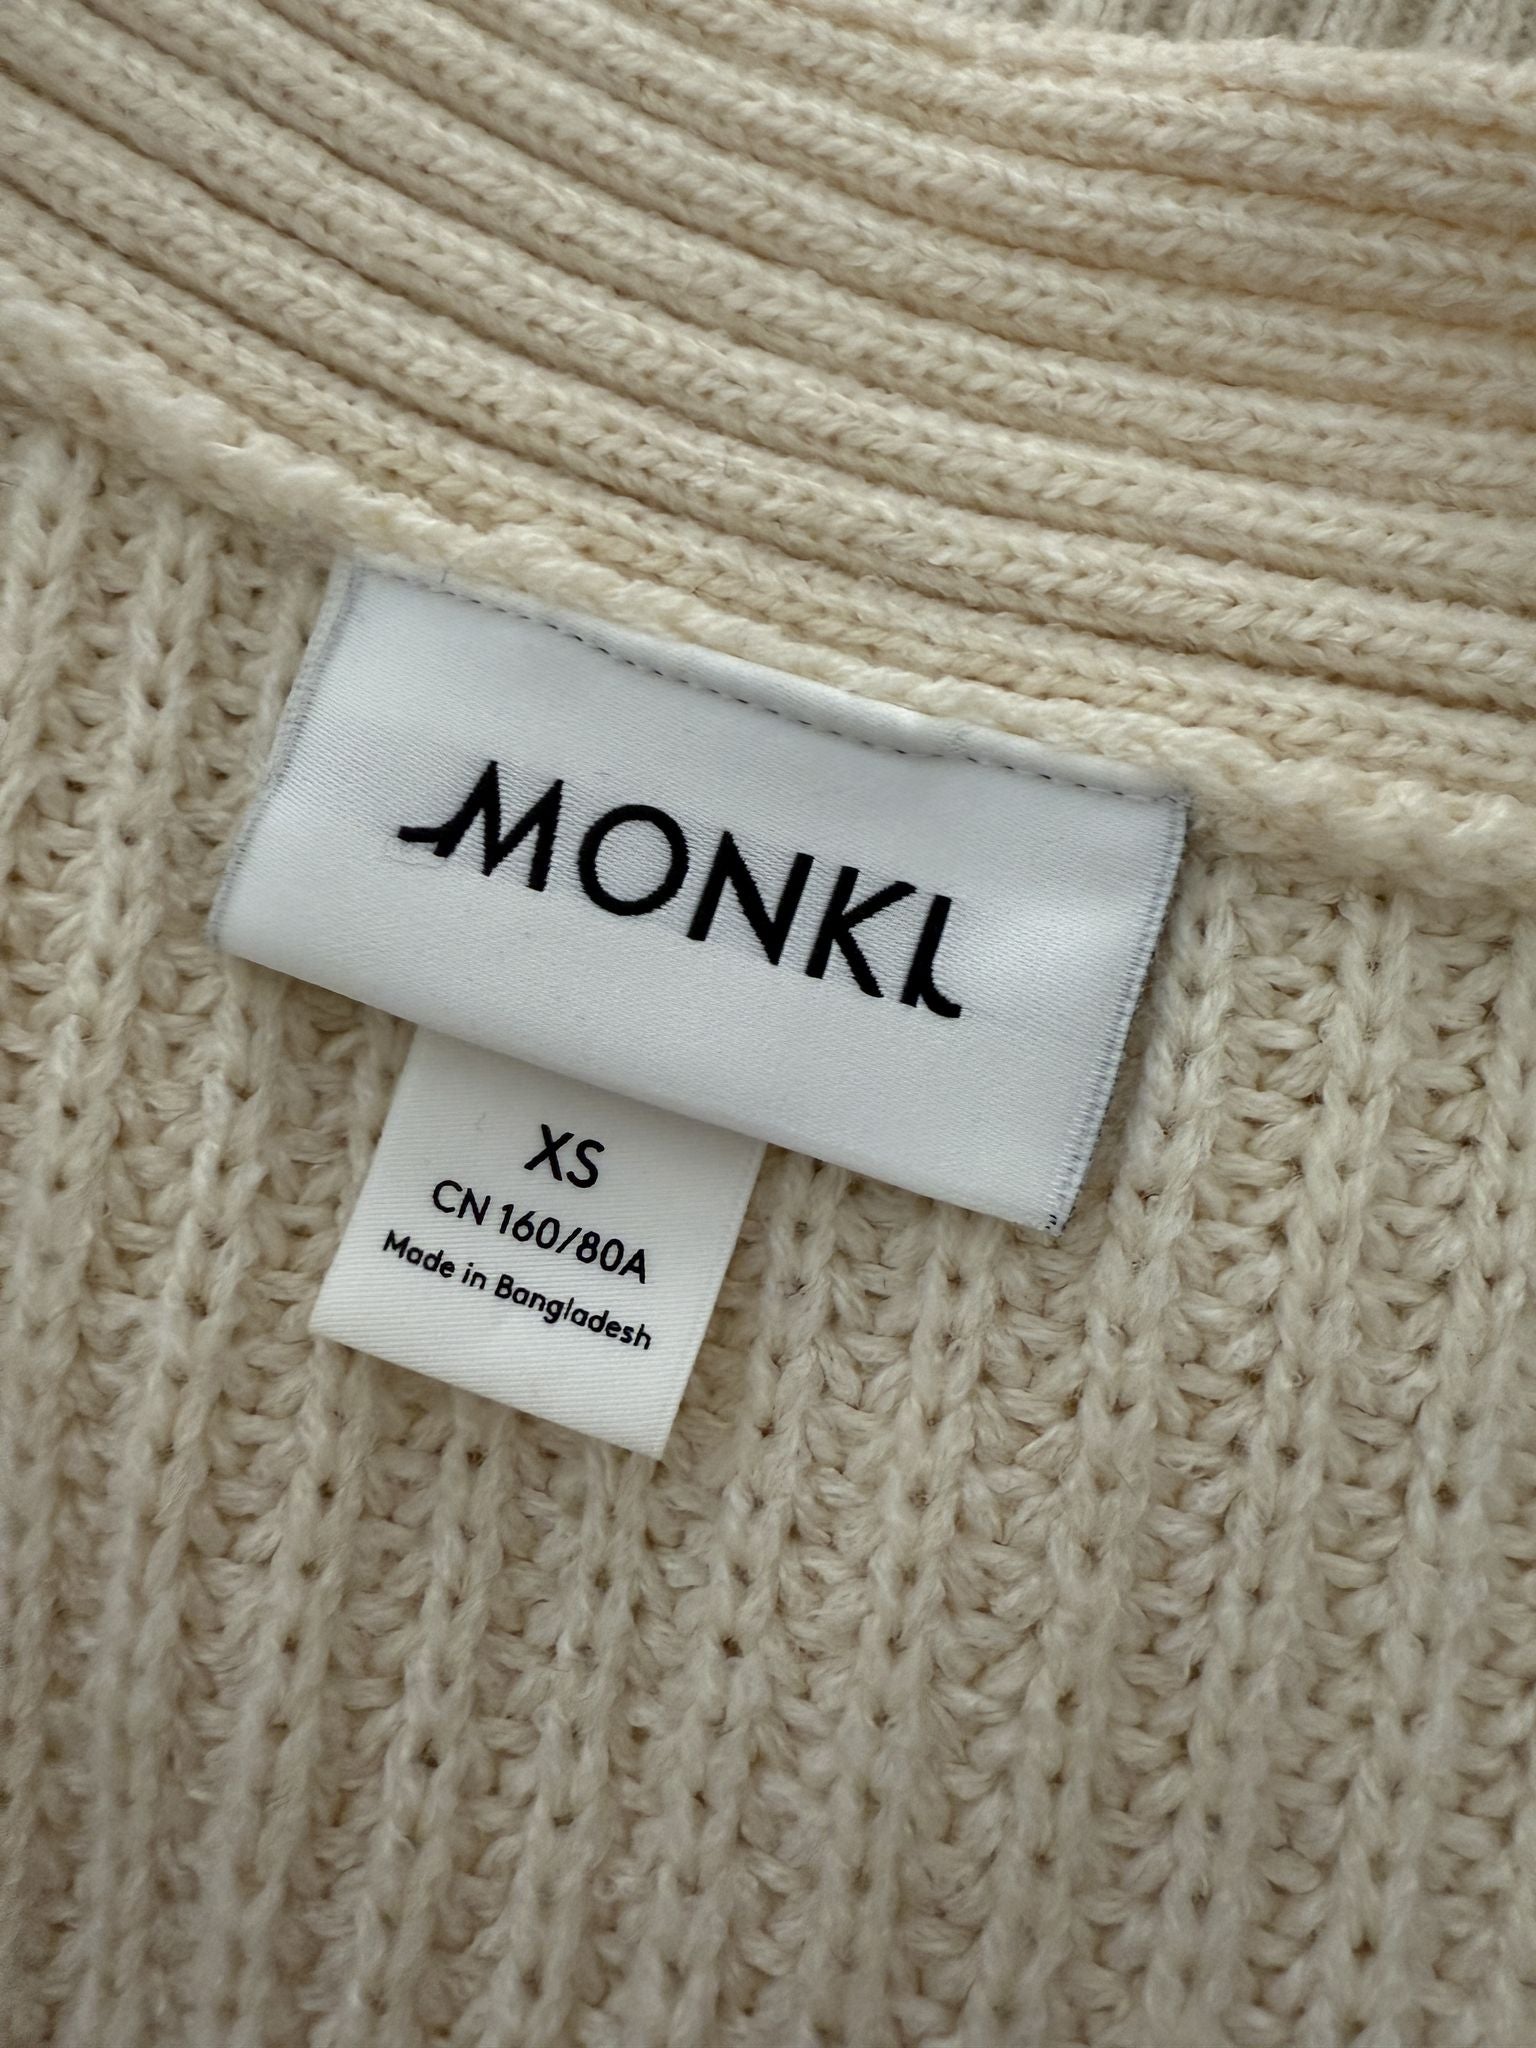 MONKI
XS
CN 160/80A
Made in Bangladesh